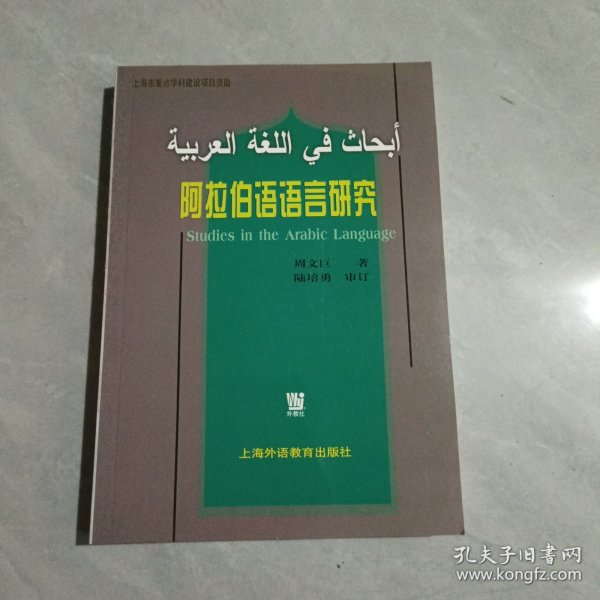 上海市重点学科建设项目资助
أبحاث في اللغة العربية
阿拉伯语语言研究
Studies in the Arabic Language
周文巨 著
陆培勇 审订
Why
外教社
上海外语教育出版社
孔夫子旧书网
www.kongfz.com